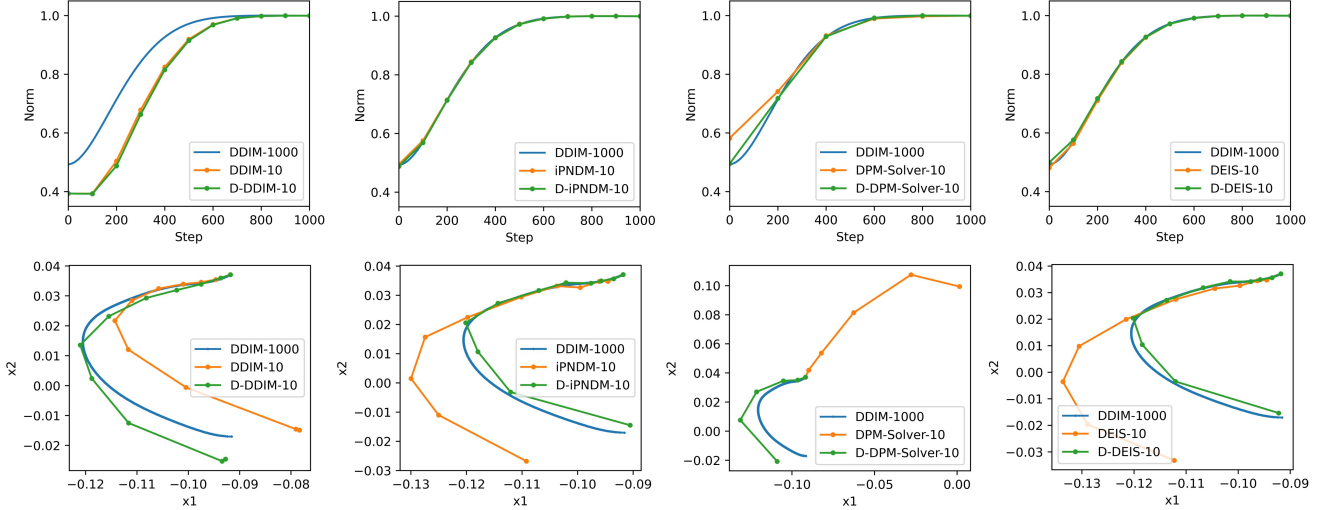 1.0
0.8
0.6
0.4
Norm
DDIM-1000
DDIM-10
D-DDIM-10
0 200 400 600 800 1000
Step
1.0
0.8
0.6
0.4
Norm
DDIM-1000
iPNDM-10
D-iPNDM-10
0 200 400 600 800 1000
Step
1.0
0.8
0.6
0.4
Norm
DDIM-1000
DPM-Solver-10
D-DPM-Solver-10
0 200 400 600 800 1000
Step
1.0
0.8
0.6
0.4
Norm
DDIM-1000
DEIS-10
D-DEIS-10
0 200 400 600 800 1000
Step
0.04
0.03
0.02
0.01
0.00
−0.01
−0.02
x2
DDIM-1000
DDIM-10
D-DDIM-10
−0.12 −0.11 −0.10 −0.09 −0.08
x1
0.04
0.03
0.02
0.01
0.00
−0.01
−0.02
−0.03
x2
DDIM-1000
iPNDM-10
D-iPNDM-10
−0.13 −0.12 −0.11 −0.10 −0.09
x1
0.10
0.08
0.06
0.04
0.02
0.00
−0.02
x2
DDIM-1000
DPM-Solver-10
D-DPM-Solver-10
−0.10 −0.05 0.00
x1
0.04
0.03
0.02
0.01
0.00
−0.01
−0.02
−0.03
x2
DDIM-1000
DEIS-10
D-DEIS-10
−0.13 −0.12 −0.11 −0.10 −0.09
x1